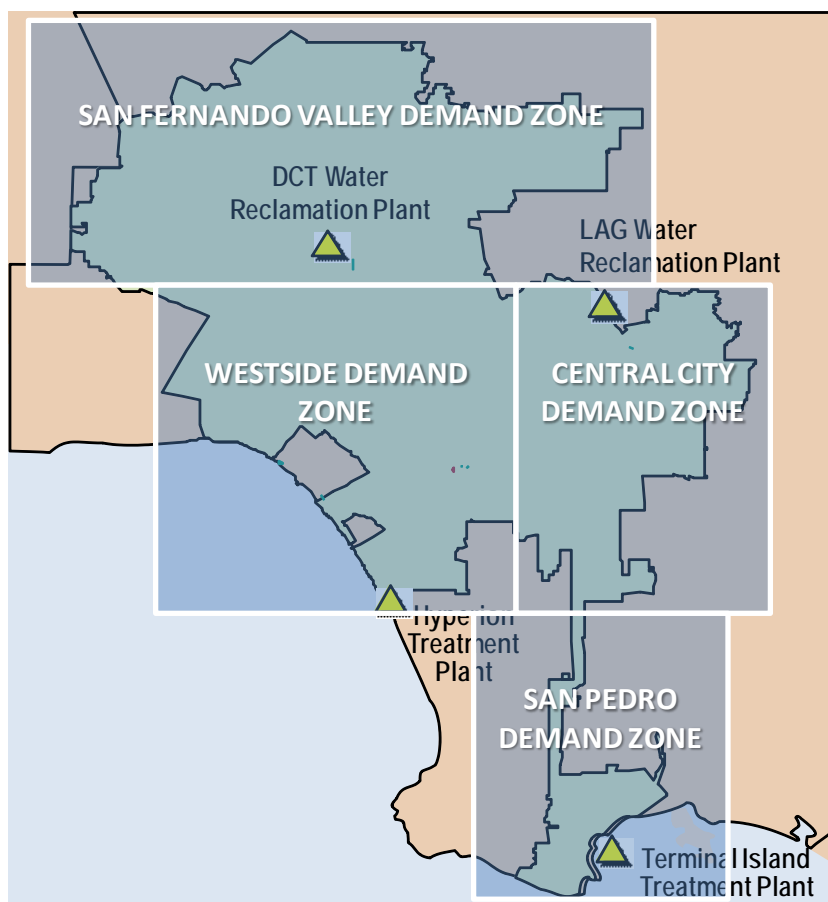 SAN FERNANDO VALLEY DEMAND ZONE
DCT Water
Reclamation Plant
LAG Water
Reclamation Plant
WESTSIDE DEMAND
ZONE
CENTRAL CITY
DEMAND ZONE
Hyperion
Treatment
Plant
SAN PEDRO
DEMAND ZONE
Terminal Island
Treatment Plant